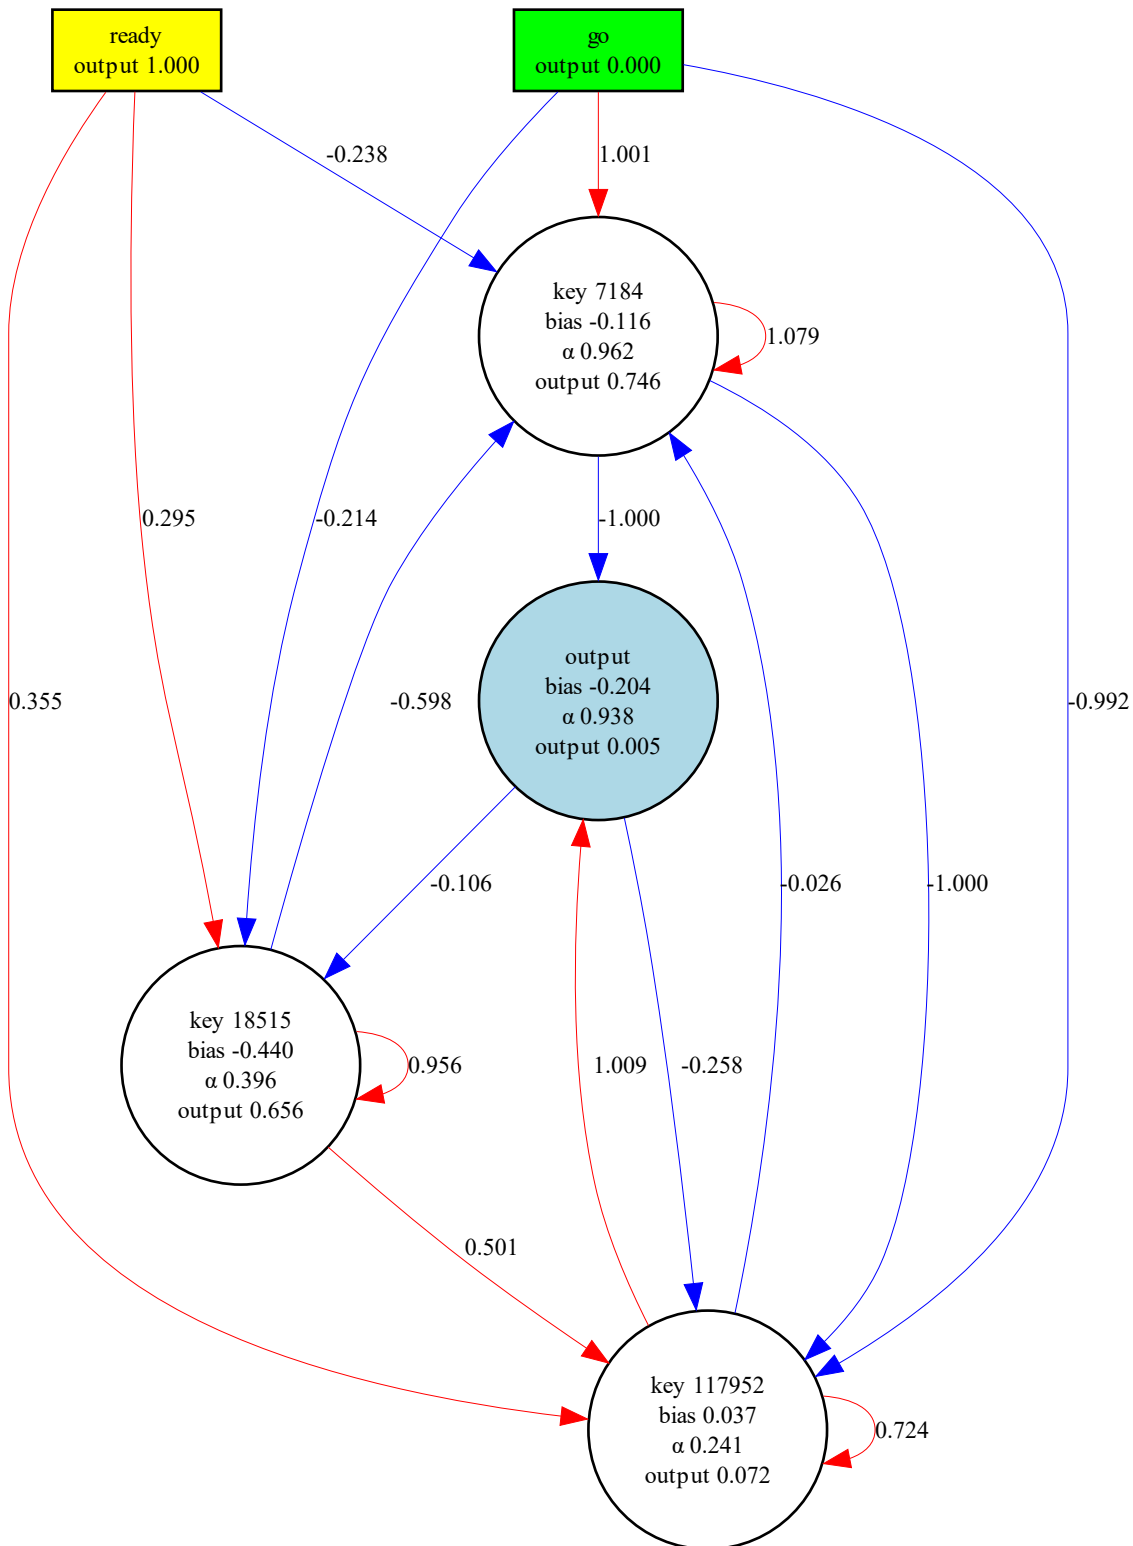 ready
output 1.000
go
output 0.000
-0.238
1.001
key 7184
bias -0.116
α 0.962
output 0.746
1.079
0.295
-0.214
-1.000
output
bias -0.204
α 0.938
output 0.005
0.355
-0.598
-0.992
-0.106
-0.026
-1.000
key 18515
bias -0.440
α 0.396
output 0.656
0.956
1.009
-0.258
0.501
key 117952
bias 0.037
α 0.241
output 0.072
0.724